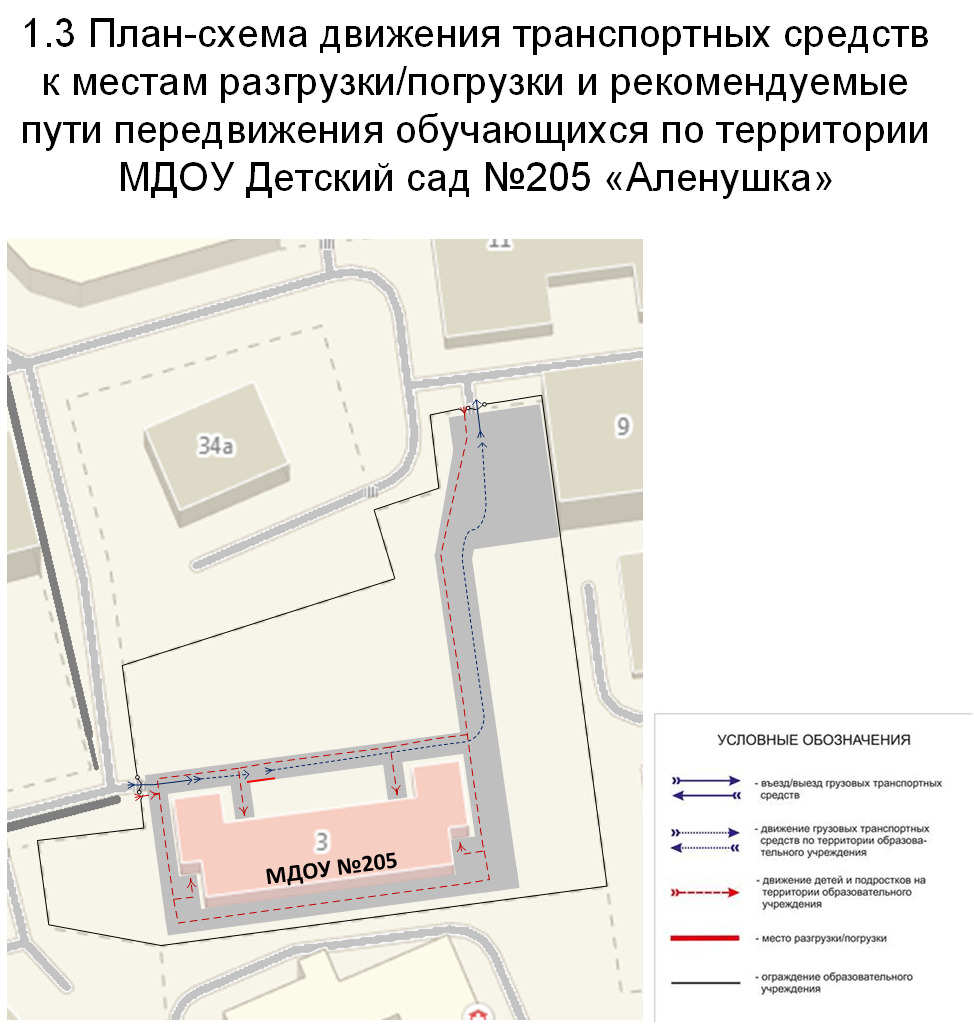 1.3 План-схема движения транспортных средств
к местам разгрузки/погрузки и рекомендуемые
пути передвижения обучающихся по территории
МДОУ Детский сад №205 «Аленушка»
11
34а
9
3
МДОУ №205
УСЛОВНЫЕ ОБОЗНАЧЕНИЯ
- въезд/выезд грузовых транспортных
средств
- движение грузовых транспортных
средств по территории образова-
тельного учреждения
- движение детей и подростков на
территории образовательного
учреждения
- место разгрузки/погрузки
- ограждение образовательного
учреждения